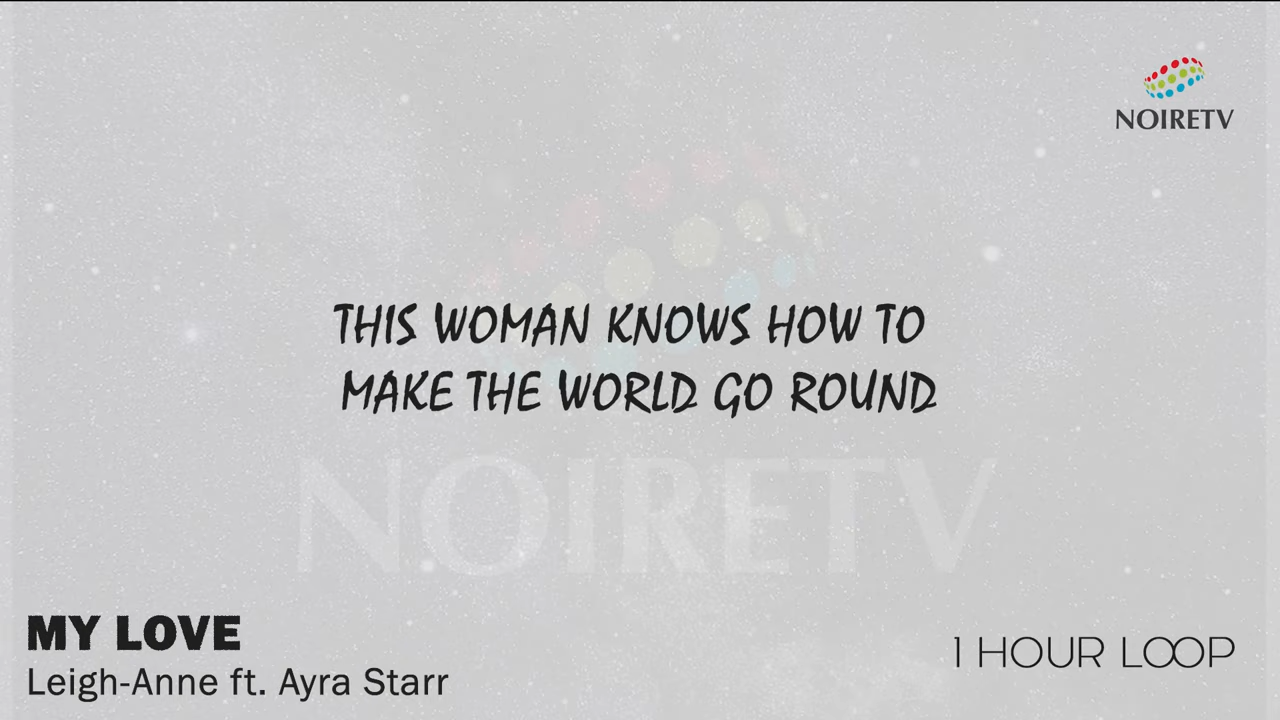 NOIRETV
THIS WOMAN KNOWS HOW TO
MAKE THE WORLD GO ROUND
NOIRETV
MY LOVE
Leigh-Anne ft. Ayra Starr
1 HOUR LOOP